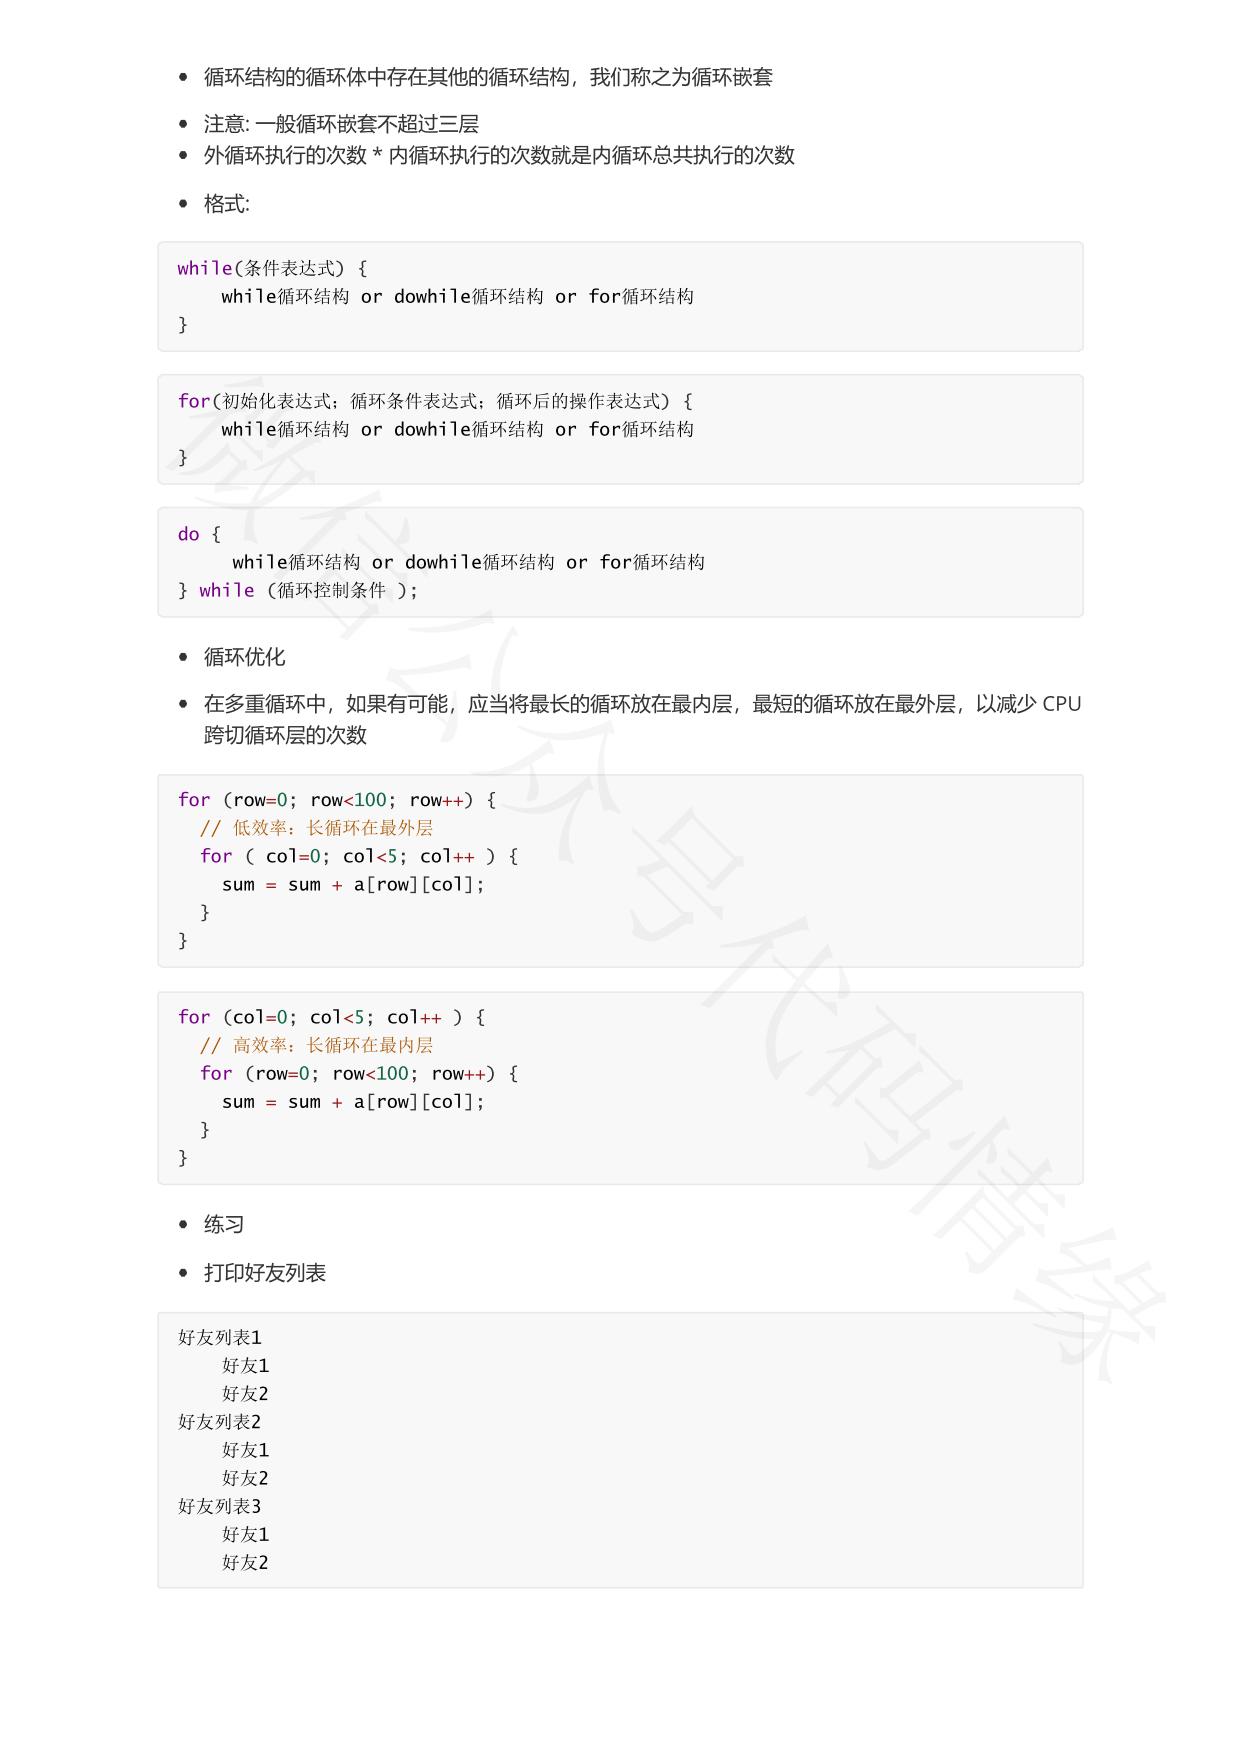 循环结构的循环体中存在其他的循环结构，我们称之为循环嵌套
注意: 一般循环嵌套不超过三层
外循环执行的次数 * 内循环执行的次数就是内循环总共执行的次数
格式:
while(条件表达式) {
    while循环结构 or dowhile循环结构 or for循环结构
}
for(初始化表达式；循环条件表达式；循环后的操作表达式) {
    while循环结构 or dowhile循环结构 or for循环结构
}
do {
     while循环结构 or dowhile循环结构 or for循环结构
} while (循环控制条件 );
循环优化
在多重循环中，如果有可能，应当将最长的循环放在最内层，最短的循环放在最外层，以减少 CPU
跨切循环层的次数
for (row=0; row<100; row++) {
  // 低效率：长循环在最外层
  for ( col=0; col<5; col++ ) {
    sum = sum + a[row][col];
  }
}
for (col=0; col<5; col++ ) {
  // 高效率：长循环在最内层
  for (row=0; row<100; row++) {
    sum = sum + a[row][col];
  }
}
练习
打印好友列表
好友列表1
    好友1
    好友2
好友列表2
    好友1
    好友2
好友列表3
    好友1
    好友2
微信公众号代码情缘